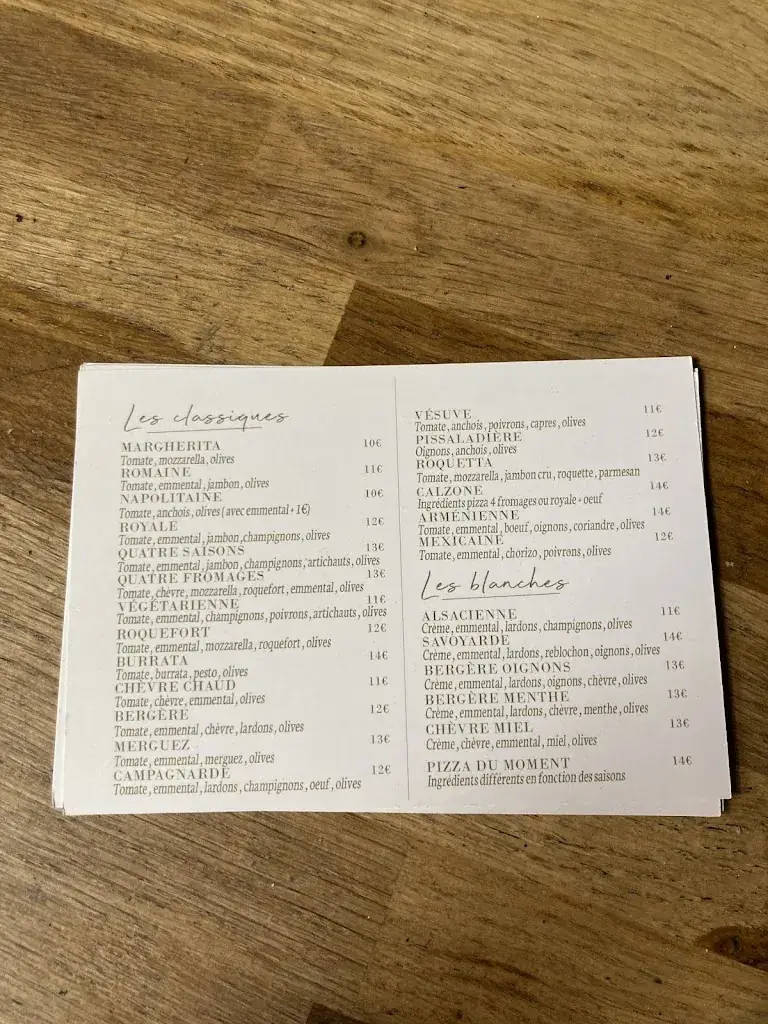 Les classiques
MARGHERITA 10€
Tomate, mozzarella, olives
ROMAINE 11€
Tomate, emmental, jambon, olives
NAPOLITAINE 10€
Tomate, anchois, olives (avec emmental + 1€)
ROYALE 12€
Tomate, emmental, jambon, champignons, olives
QUATRE SAISONS 13€
Tomate, emmental, jambon, champignons, artichauts, olives
QUATRE FROMAGES 13€
Tomate, chèvre, mozzarella, roquefort, emmental, olives
VÉGÉTARIENNE 11€
Tomate, emmental, champignons, poivrons, artichauts, olives
ROQUEFORT 12€
Tomate, emmental, mozzarella, roquefort, olives
BURRATA 14€
Tomate, burrata, pesto, olives
CHÈVRE CHAUD 11€
Tomate, chèvre, emmental, olives
BERGÈRE 12€
Tomate, emmental, chèvre, lardons, olives
MERGUEZ 13€
Tomate, emmental, merguez, olives
CAMPAGNARDE 12€
Tomate, emmental, lardons, champignons, oeuf, olives
VÉSUVE 11€
Tomate, anchois, poivrons, capres, olives
PISSALADIÈRE 12€
Oignons, anchois, olives
ROQUETTA 13€
Tomate, mozzarella, jambon cru, roquette, parmesan
CALZONE 14€
Ingrédients pizza 4 fromages ou royale + oeuf
ARMÉNIENNE 14€
Tomate, emmental, boeuf, oignons, coriandre, olives
MEXICAINE 12€
Tomate, emmental, chorizo, poivrons, olives
Les blanches
ALSACIENNE 11€
Crème, emmental, lardons, champignons, olives
SAVOYARDE 14€
Crème, emmental, lardons, reblochon, oignons, olives
BERGÈRE OIGNONS 13€
Crème, emmental, lardons, oignons, chèvre, olives
BERGÈRE MENTHE 13€
Crème, emmental, lardons, chèvre, menthe, olives
CHÈVRE MIEL 13€
Crème, chèvre, emmental, miel, olives
PIZZA DU MOMENT 14€
Ingrédients différents en fonction des saisons